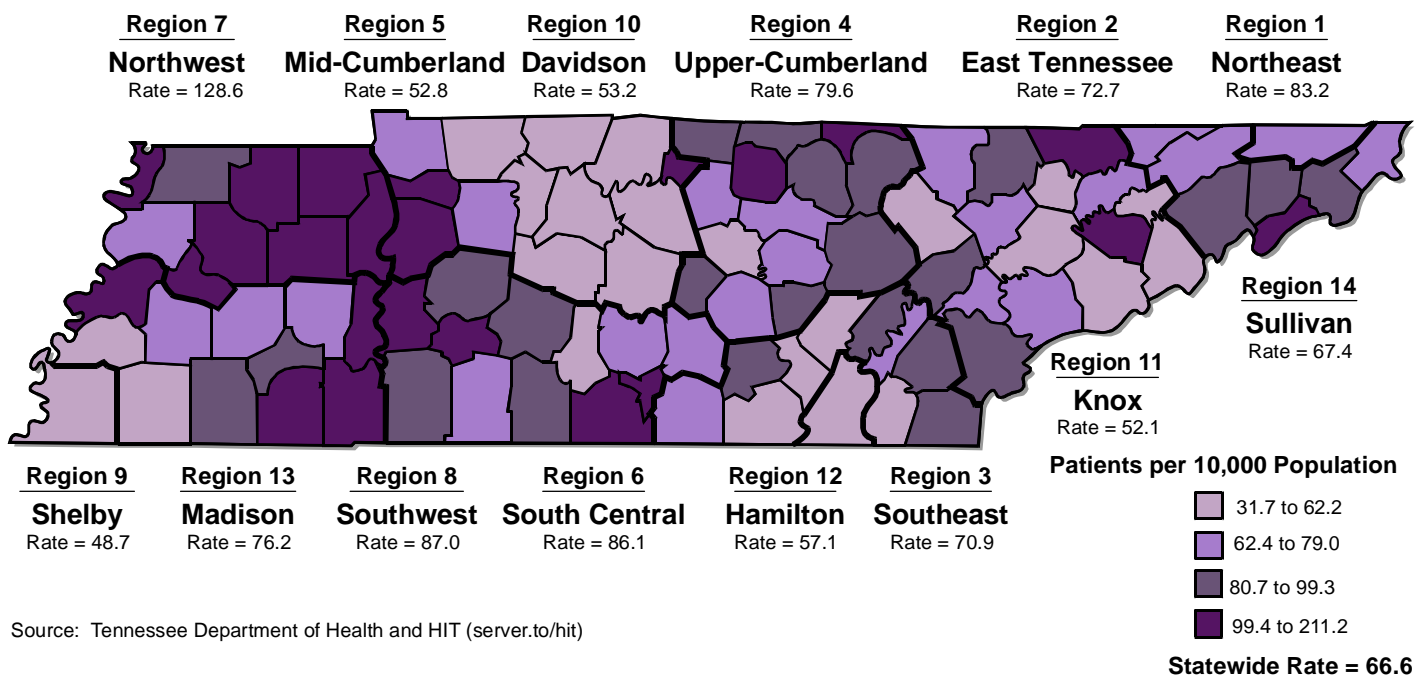 Region 7
Northwest
Rate = 128.6
Region 5
Mid-Cumberland
Rate = 52.8
Region 10
Davidson
Rate = 53.2
Region 4
Upper-Cumberland
Rate = 79.6
Region 2
East Tennessee
Rate = 72.7
Region 1
Northeast
Rate = 83.2
Region 14
Sullivan
Rate = 67.4
Region 11
Knox
Rate = 52.1
Region 9
Shelby
Rate = 48.7
Region 13
Madison
Rate = 76.2
Region 8
Southwest
Rate = 87.0
Region 6
South Central
Rate = 86.1
Region 12
Hamilton
Rate = 57.1
Region 3
Southeast
Rate = 70.9
Patients per 10,000 Population
31.7 to 62.2
62.4 to 79.0
80.7 to 99.3
99.4 to 211.2
Statewide Rate = 66.6
Source: Tennessee Department of Health and HIT (server.to/hit)